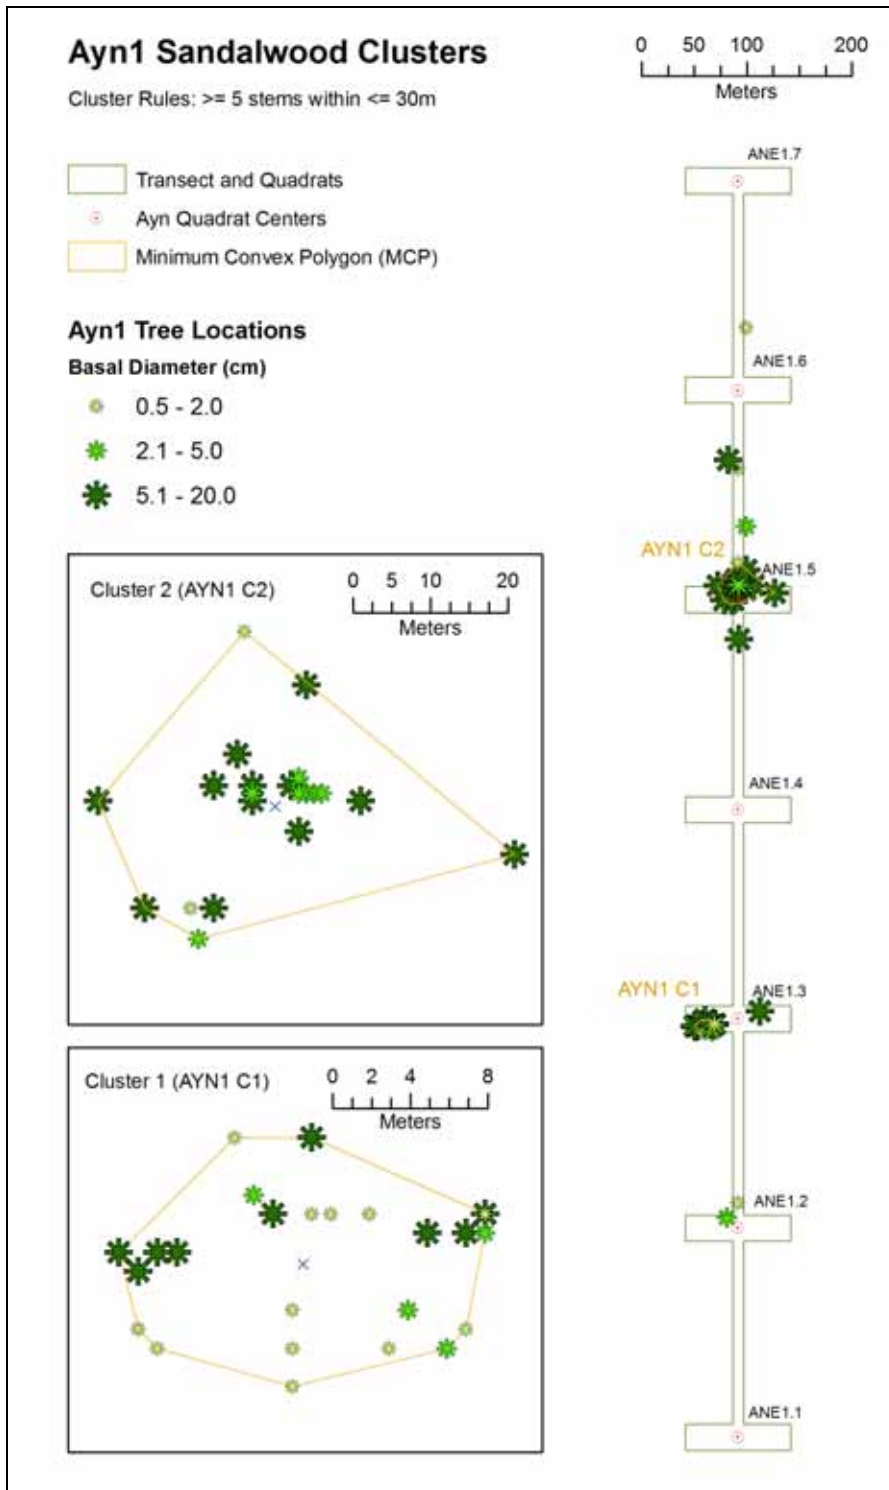 Ayn1 Sandalwood Clusters
Cluster Rules: >= 5 stems within <= 30m
0 50 100 200
Meters
Transect and Quadrats
Ayn Quadrat Centers
Minimum Convex Polygon (MCP)
Ayn1 Tree Locations
Basal Diameter (cm)
0.5 - 2.0
2.1 - 5.0
5.1 - 20.0
Cluster 2 (AYN1 C2)
0 5 10 20
Meters
Cluster 1 (AYN1 C1)
0 2 4 8
Meters
ANE1.7
ANE1.6
AYN1 C2
ANE1.5
ANE1.4
AYN1 C1
ANE1.3
ANE1.2
ANE1.1